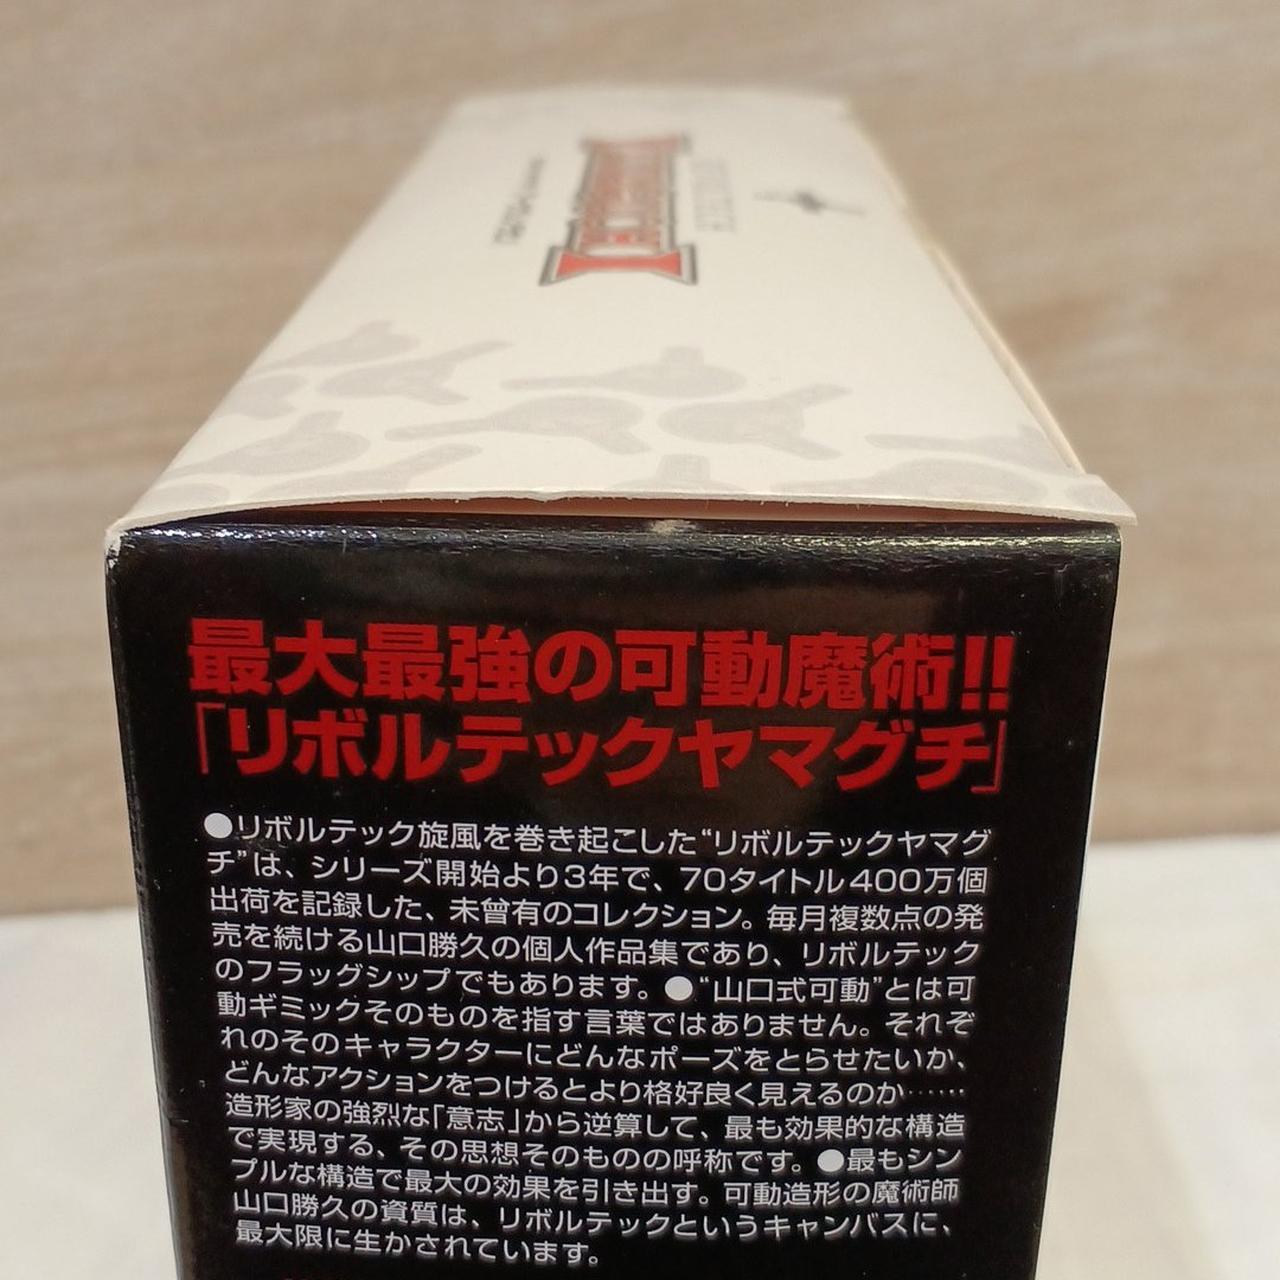 最大最強の可動魔術!!
「リボルテックヤマグチ」
●リボルテック旋風を巻き起こした“リボルテックヤマグ
チ”は、シリーズ開始より3年で、70タイトル400万個
出荷を記録した、未曾有のコレクション。毎月複数点の発
売を続ける山口勝久の個人作品集であり、リボルテック
のフラッグシップでもあります。●“山口式可動”とは可
動ギミックそのものを指す言葉ではありません。それぞ
れのそのキャラクターにどんなポーズをとらせたいか、
どんなアクションをつけるとより格好良く見えるのか……
造形家の強烈な「意志」から逆算して、最も効果的な構造
で実現する、その思想そのものの呼称です。●最もシン
プルな構造で最大の効果を引き出す。可動造形の魔術師
山口勝久の資質は、リボルテックというキャンバスに、
最大限に生かされています。